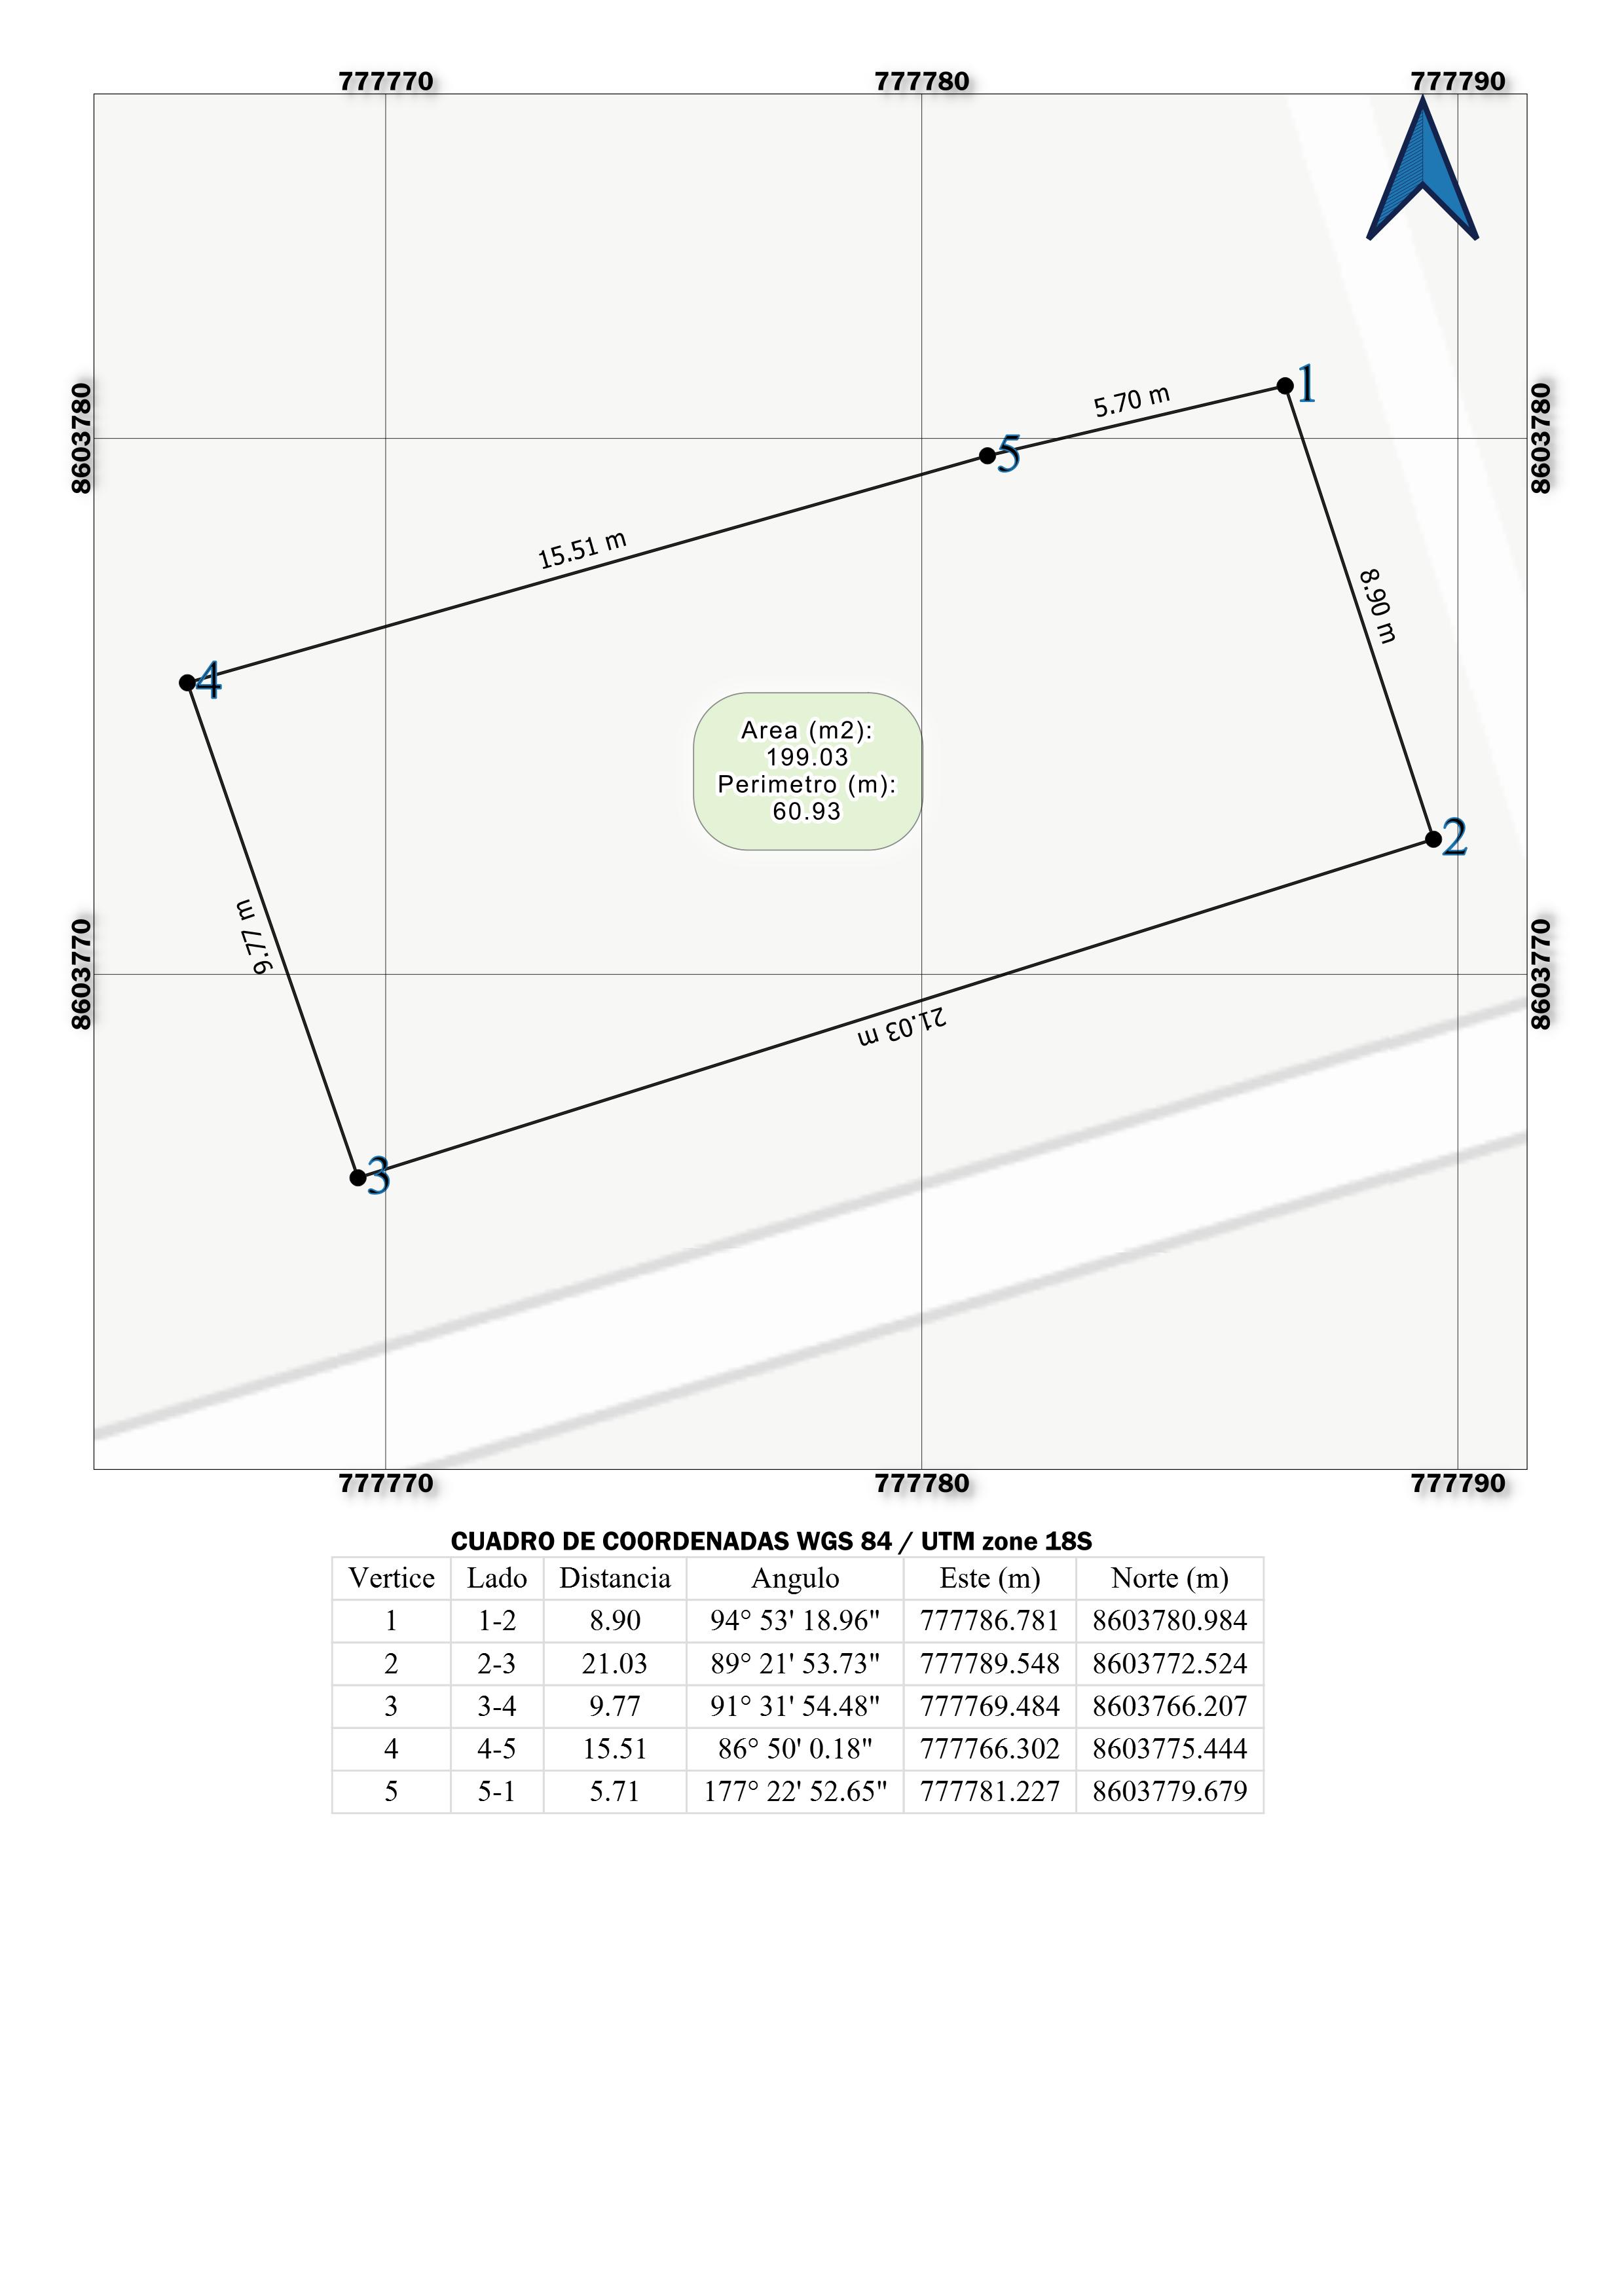 777770 777780 777790
8603780 8603780
1
5.70 m
5
15.51 m
8.90 m
4
Area (m2):
199.03
Perimetro (m):
60.93
2
9.77 m
8603770 8603770
21.03 m
3
777770 777780 777790
CUADRO DE COORDENADAS WGS 84 / UTM zone 18S
Vertice Lado Distancia Angulo Este (m) Norte (m)
1 1-2 8.90 94° 53' 18.96" 777786.781 8603780.984
2 2-3 21.03 89° 21' 53.73" 777789.548 8603772.524
3 3-4 9.77 91° 31' 54.48" 777769.484 8603766.207
4 4-5 15.51 86° 50' 0.18" 777766.302 8603775.444
5 5-1 5.71 177° 22' 52.65" 777781.227 8603779.679